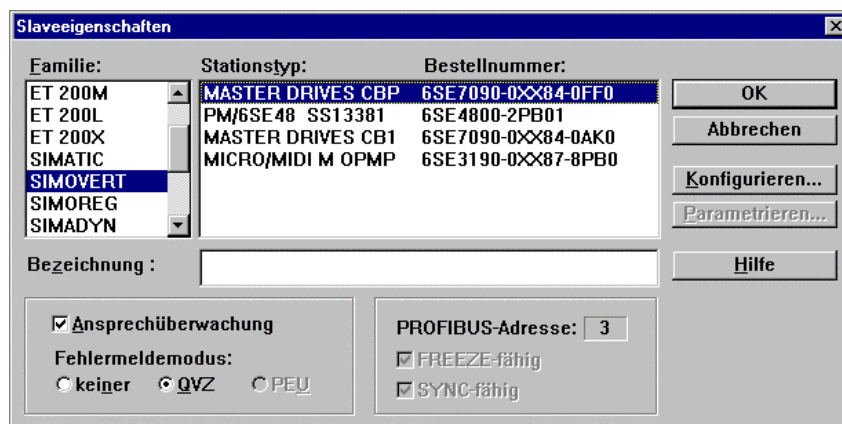 Slaveeigenschaften
Familie: Stationstyp: Bestellnummer:
ET 200M
ET 200L
ET 200X
SIMATIC
SIMOVERT
SIMOREG
SIMADYN
MASTER DRIVES CBP 6SE7090-0XX84-0FF0
PM/6SE48 SS13381 6SE4800-2PB01
MASTER DRIVES CB1 6SE7090-0XX84-0AK0
MICRO/MIDI M OPMP 6SE3190-0XX87-8PB0
OK
Abbrechen
Konfigurieren...
Parametrieren...
Bezeichnung :
Hilfe
Ansprechüberwachung
Fehlermeldemodus:
keiner QVZ PEU
PROFIBUS-Adresse: 3
FREEZE-fähig
SYNC-fähig